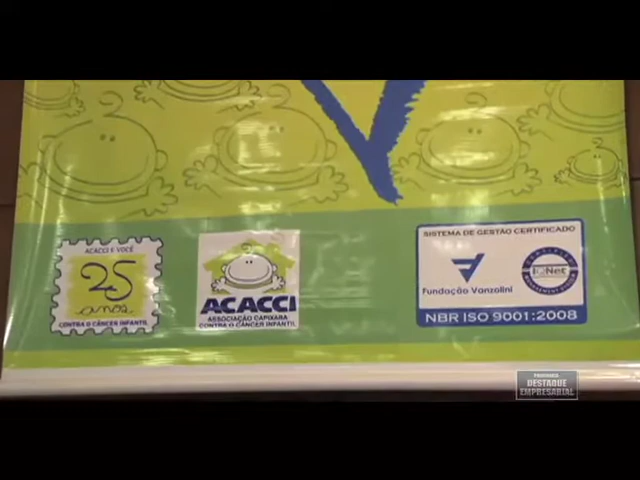 ACACCI E VOCÊ
25
anos
CONTRA O CÂNCER INFANTIL
ACACCI
ASSOCIAÇÃO CAPIXABA
CONTRA O CÂNCER INFANTIL
SISTEMA DE GESTÃO CERTIFICADO
Fundação Vanzolini
IQNet
NBR ISO 9001:2008
DESTAQUE
EMPRESARIAL